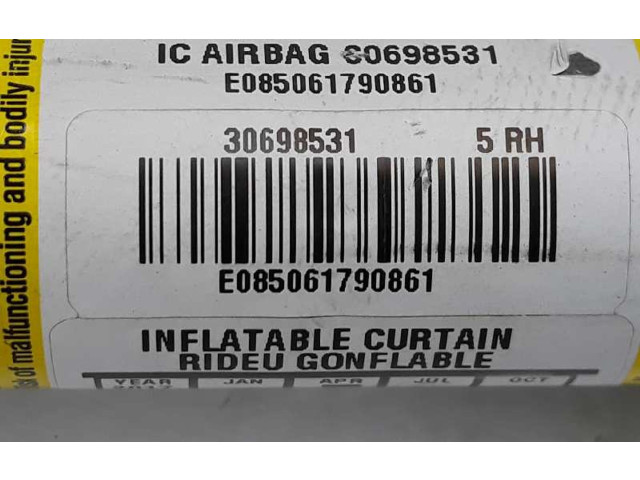 IC AIRBAG 30698531
E085061790861
30698531 5 RH
E085061790861
INFLATABLE CURTAIN
RIDEU GONFLABLE
YEAR JAN APR JUL OCT
of malfunctioning and bodily injur